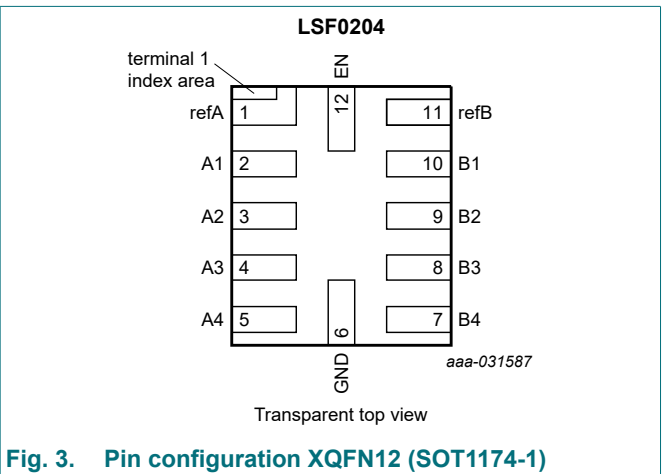 LSF0204
terminal 1
index area
EN
12
refA 1
11 refB
A1 2
10 B1
A2 3
9 B2
A3 4
8 B3
A4 5
7 B4
6
GND
aaa-031587
Transparent top view
Fig. 3. Pin configuration XQFN12 (SOT1174-1)